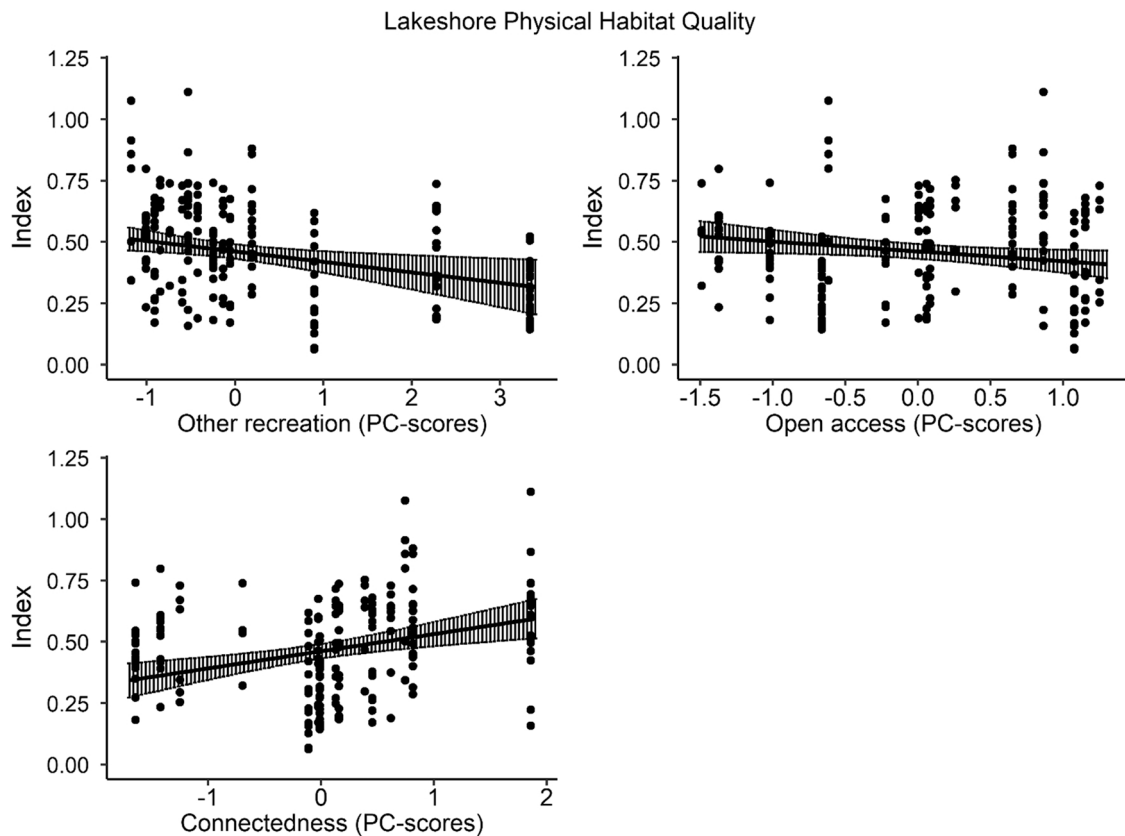 Lakeshore Physical Habitat Quality
1.25
1.00
0.75
0.50
0.25
0.00
Index
-1 0 1 2 3
Other recreation (PC-scores)
1.25
1.00
0.75
0.50
0.25
0.00
Index
-1.5 -1.0 -0.5 0.0 0.5 1.0
Open access (PC-scores)
1.25
1.00
0.75
0.50
0.25
0.00
Index
-1 0 1 2
Connectedness (PC-scores)